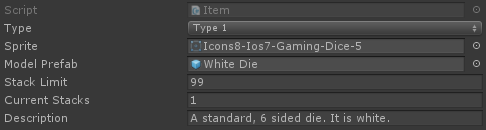 Script Item
Type Type 1
Sprite Icons8-Ios7-Gaming-Dice-5
Model Prefab White Die
Stack Limit 99
Current Stacks 1
Description A standard, 6 sided die. It is white.